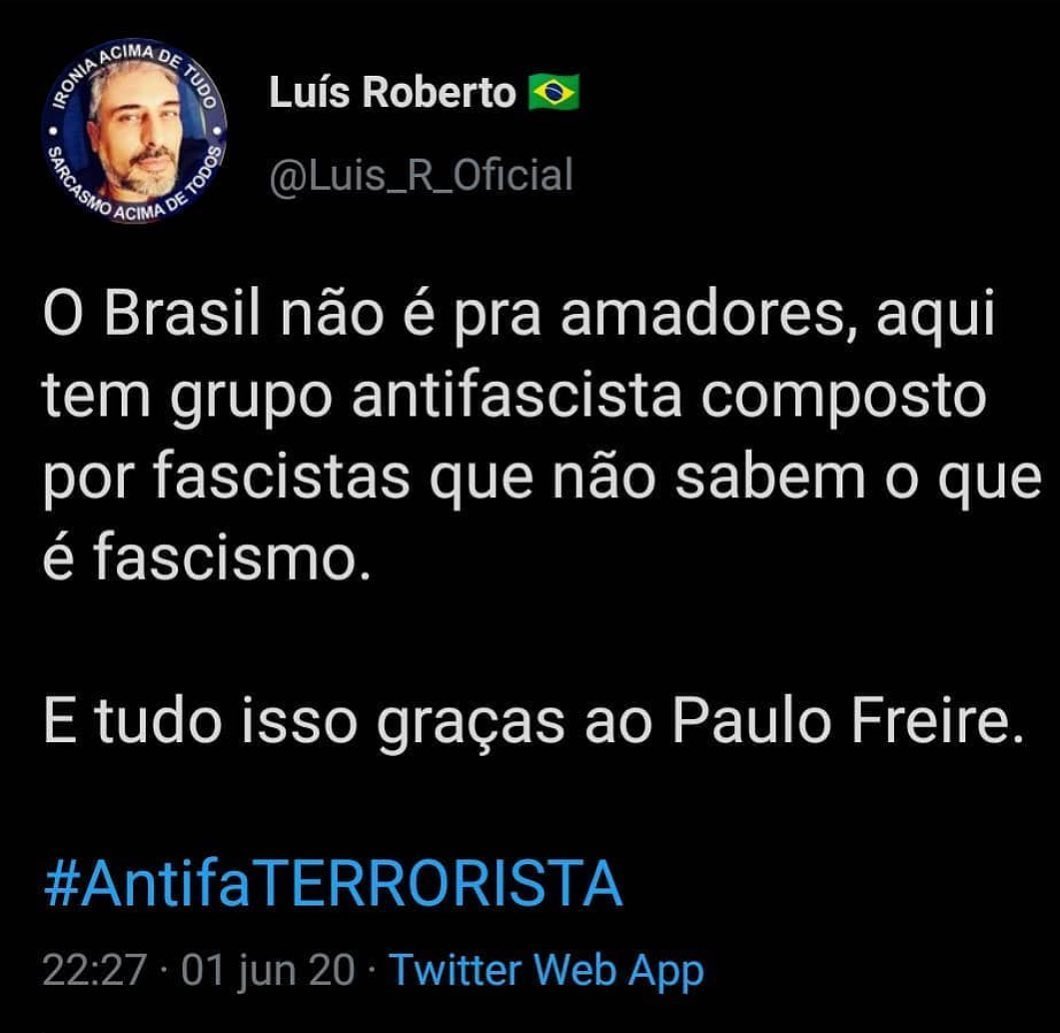 IRONIA ACIMA DE TUDO
SARCASMO ACIMA DE TODOS
Luís Roberto 🇧🇷
@Luis_R_Oficial
O Brasil não é pra amadores, aqui
tem grupo antifascista composto
por fascistas que não sabem o que
é fascismo.
E tudo isso graças ao Paulo Freire.
#AntifaTERRORISTA
22:27 · 01 jun 20 · Twitter Web App